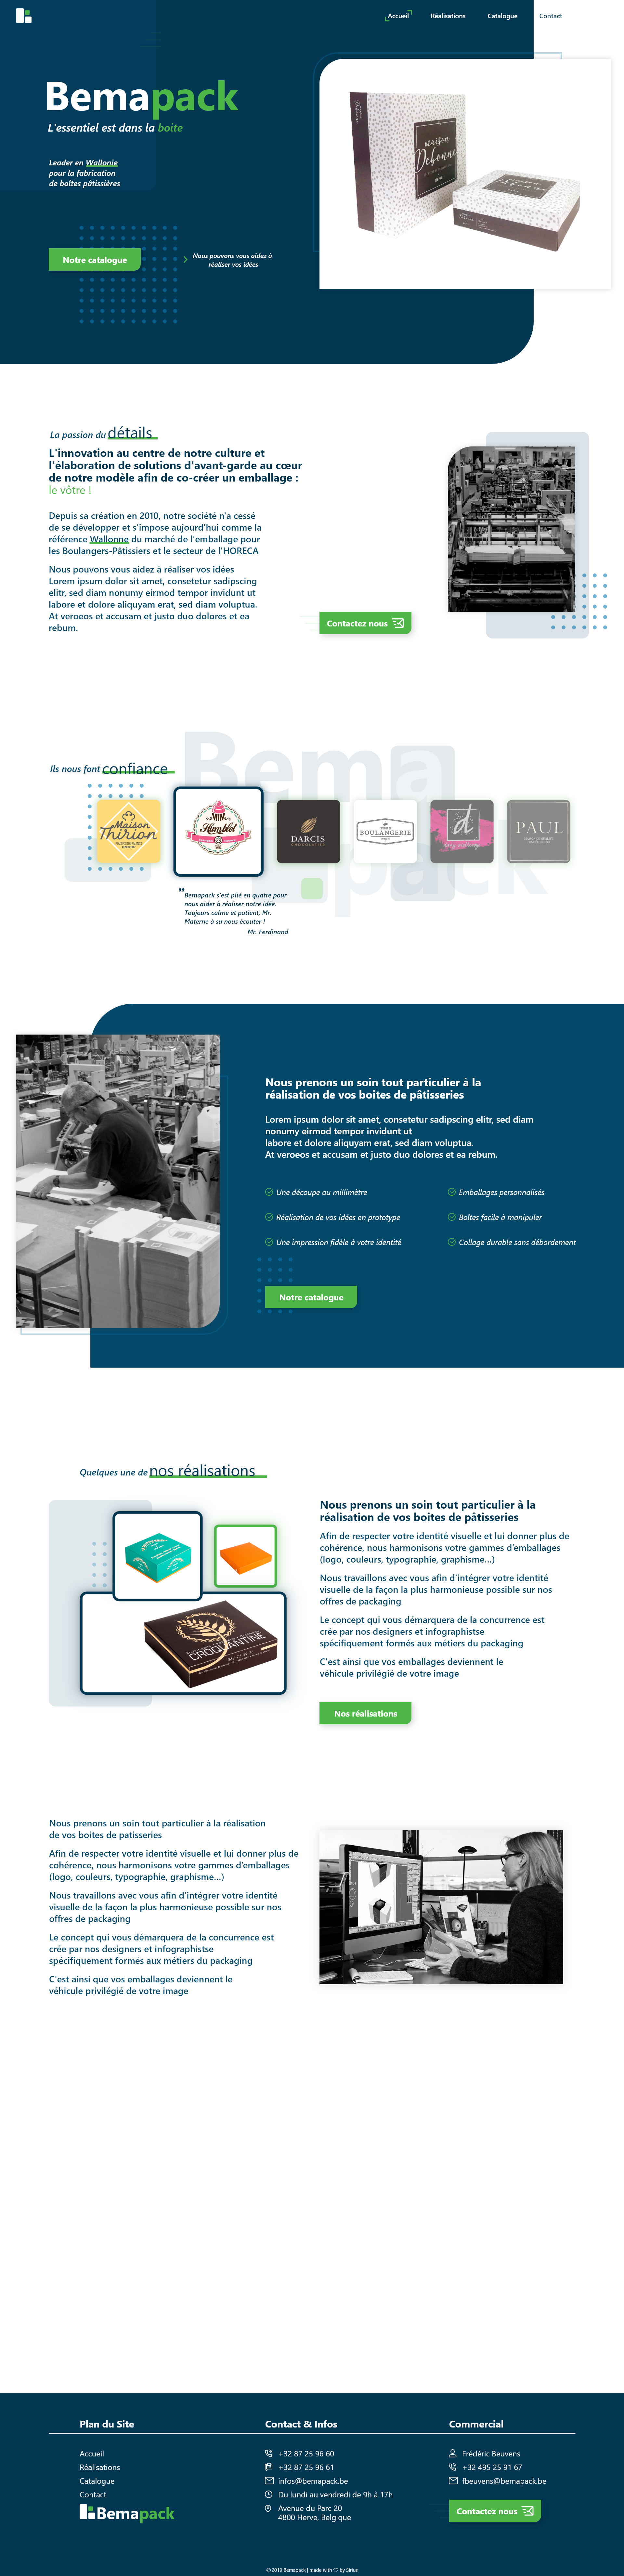 Accueil
Réalisations
Catalogue
Contact
Bemapack
L'essentiel est dans la boite
Leader en Wallonie
pour la fabrication
de boîtes pâtissières
Notre catalogue
Nous pouvons vous aidez à
réaliser vos idées
maison
Debonne
maison
Debonne
La passion du détails
L'innovation au centre de notre culture et
l'élaboration de solutions d'avant-garde au cœur
de notre modèle afin de co-créer un emballage :
le vôtre !
Depuis sa création en 2010, notre société n'a cessé
de se développer et s'impose aujourd'hui comme la
référence Wallonne du marché de l'emballage pour
les Boulangers-Pâtissiers et le secteur de l'HORECA
Nous pouvons vous aidez à réaliser vos idées
Lorem ipsum dolor sit amet, consetetur sadipscing
elitr, sed diam nonumy eirmod tempor invidunt ut
labore et dolore aliquyam erat, sed diam voluptua.
At veroeos et accusam et justo duo dolores et ea
rebum.
Contactez nous
Bema
pack
Ils nous font confiance
Maison
Thirion
Humblet
DARCIS
CHOCOLATIER
BOULANGERIE
d
PAUL
Bemapack s'est plié en quatre pour
nous aider à réaliser notre idée.
Toujours calme et patient, Mr.
Materne à su nous écouter !
Mr. Ferdinand
Nous prenons un soin tout particulier à la
réalisation de vos boites de pâtisseries
Lorem ipsum dolor sit amet, consetetur sadipscing elitr, sed diam
nonumy eirmod tempor invidunt ut
labore et dolore aliquyam erat, sed diam voluptua.
At veroeos et accusam et justo duo dolores et ea rebum.
Une découpe au millimètre
Emballages personnalisés
Réalisation de vos idées en prototype
Boîtes facile à manipuler
Une impression fidèle à votre identité
Collage durable sans débordement
Notre catalogue
Quelques une de nos réalisations
CROQUANTINE
Nous prenons un soin tout particulier à la
réalisation de vos boites de pâtisseries
Afin de respecter votre identité visuelle et lui donner plus de
cohérence, nous harmonisons votre gammes d'emballages
(logo, couleurs, typographie, graphisme...)
Nous travaillons avec vous afin d'intégrer votre identité
visuelle de la façon la plus harmonieuse possible sur nos
offres de packaging
Le concept qui vous démarquera de la concurrence est
crée par nos designers et infographistse
spécifiquement formés aux métiers du packaging
C'est ainsi que vos emballages deviennent le
véhicule privilégié de votre image
Nos réalisations
Nous prenons un soin tout particulier à la réalisation
de vos boites de patisseries
Afin de respecter votre identité visuelle et lui donner plus de
cohérence, nous harmonisons votre gammes d'emballages
(logo, couleurs, typographie, graphisme...)
Nous travaillons avec vous afin d'intégrer votre identité
visuelle de la façon la plus harmonieuse possible sur nos
offres de packaging
Le concept qui vous démarquera de la concurrence est
crée par nos designers et infographistse
spécifiquement formés aux métiers du packaging
C'est ainsi que vos emballages deviennent le
véhicule privilégié de votre image
Plan du Site
Accueil
Réalisations
Catalogue
Contact
Bemapack
Contact & Infos
+32 87 25 96 60
+32 87 25 96 61
infos@bemapack.be
Du lundi au vendredi de 9h à 17h
Avenue du Parc 20
4800 Herve, Belgique
Commercial
Frédéric Beuvens
+32 495 25 91 67
fbeuvens@bemapack.be
Contactez nous
©2019 Bemapack | made with ♡ by Sirius